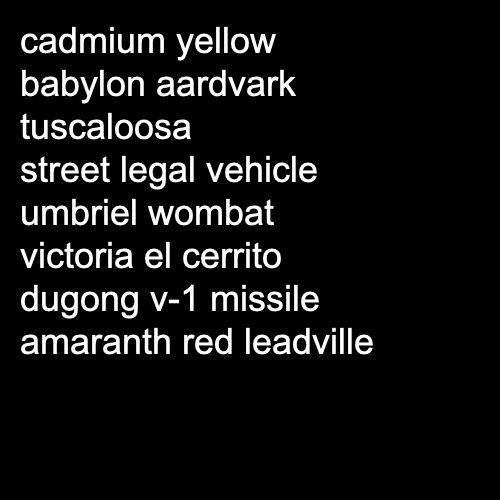 cadmium yellow
babylon aardvark
tuscaloosa
street legal vehicle
umbriel wombat
victoria el cerrito
dugong v-1 missile
amaranth red leadville